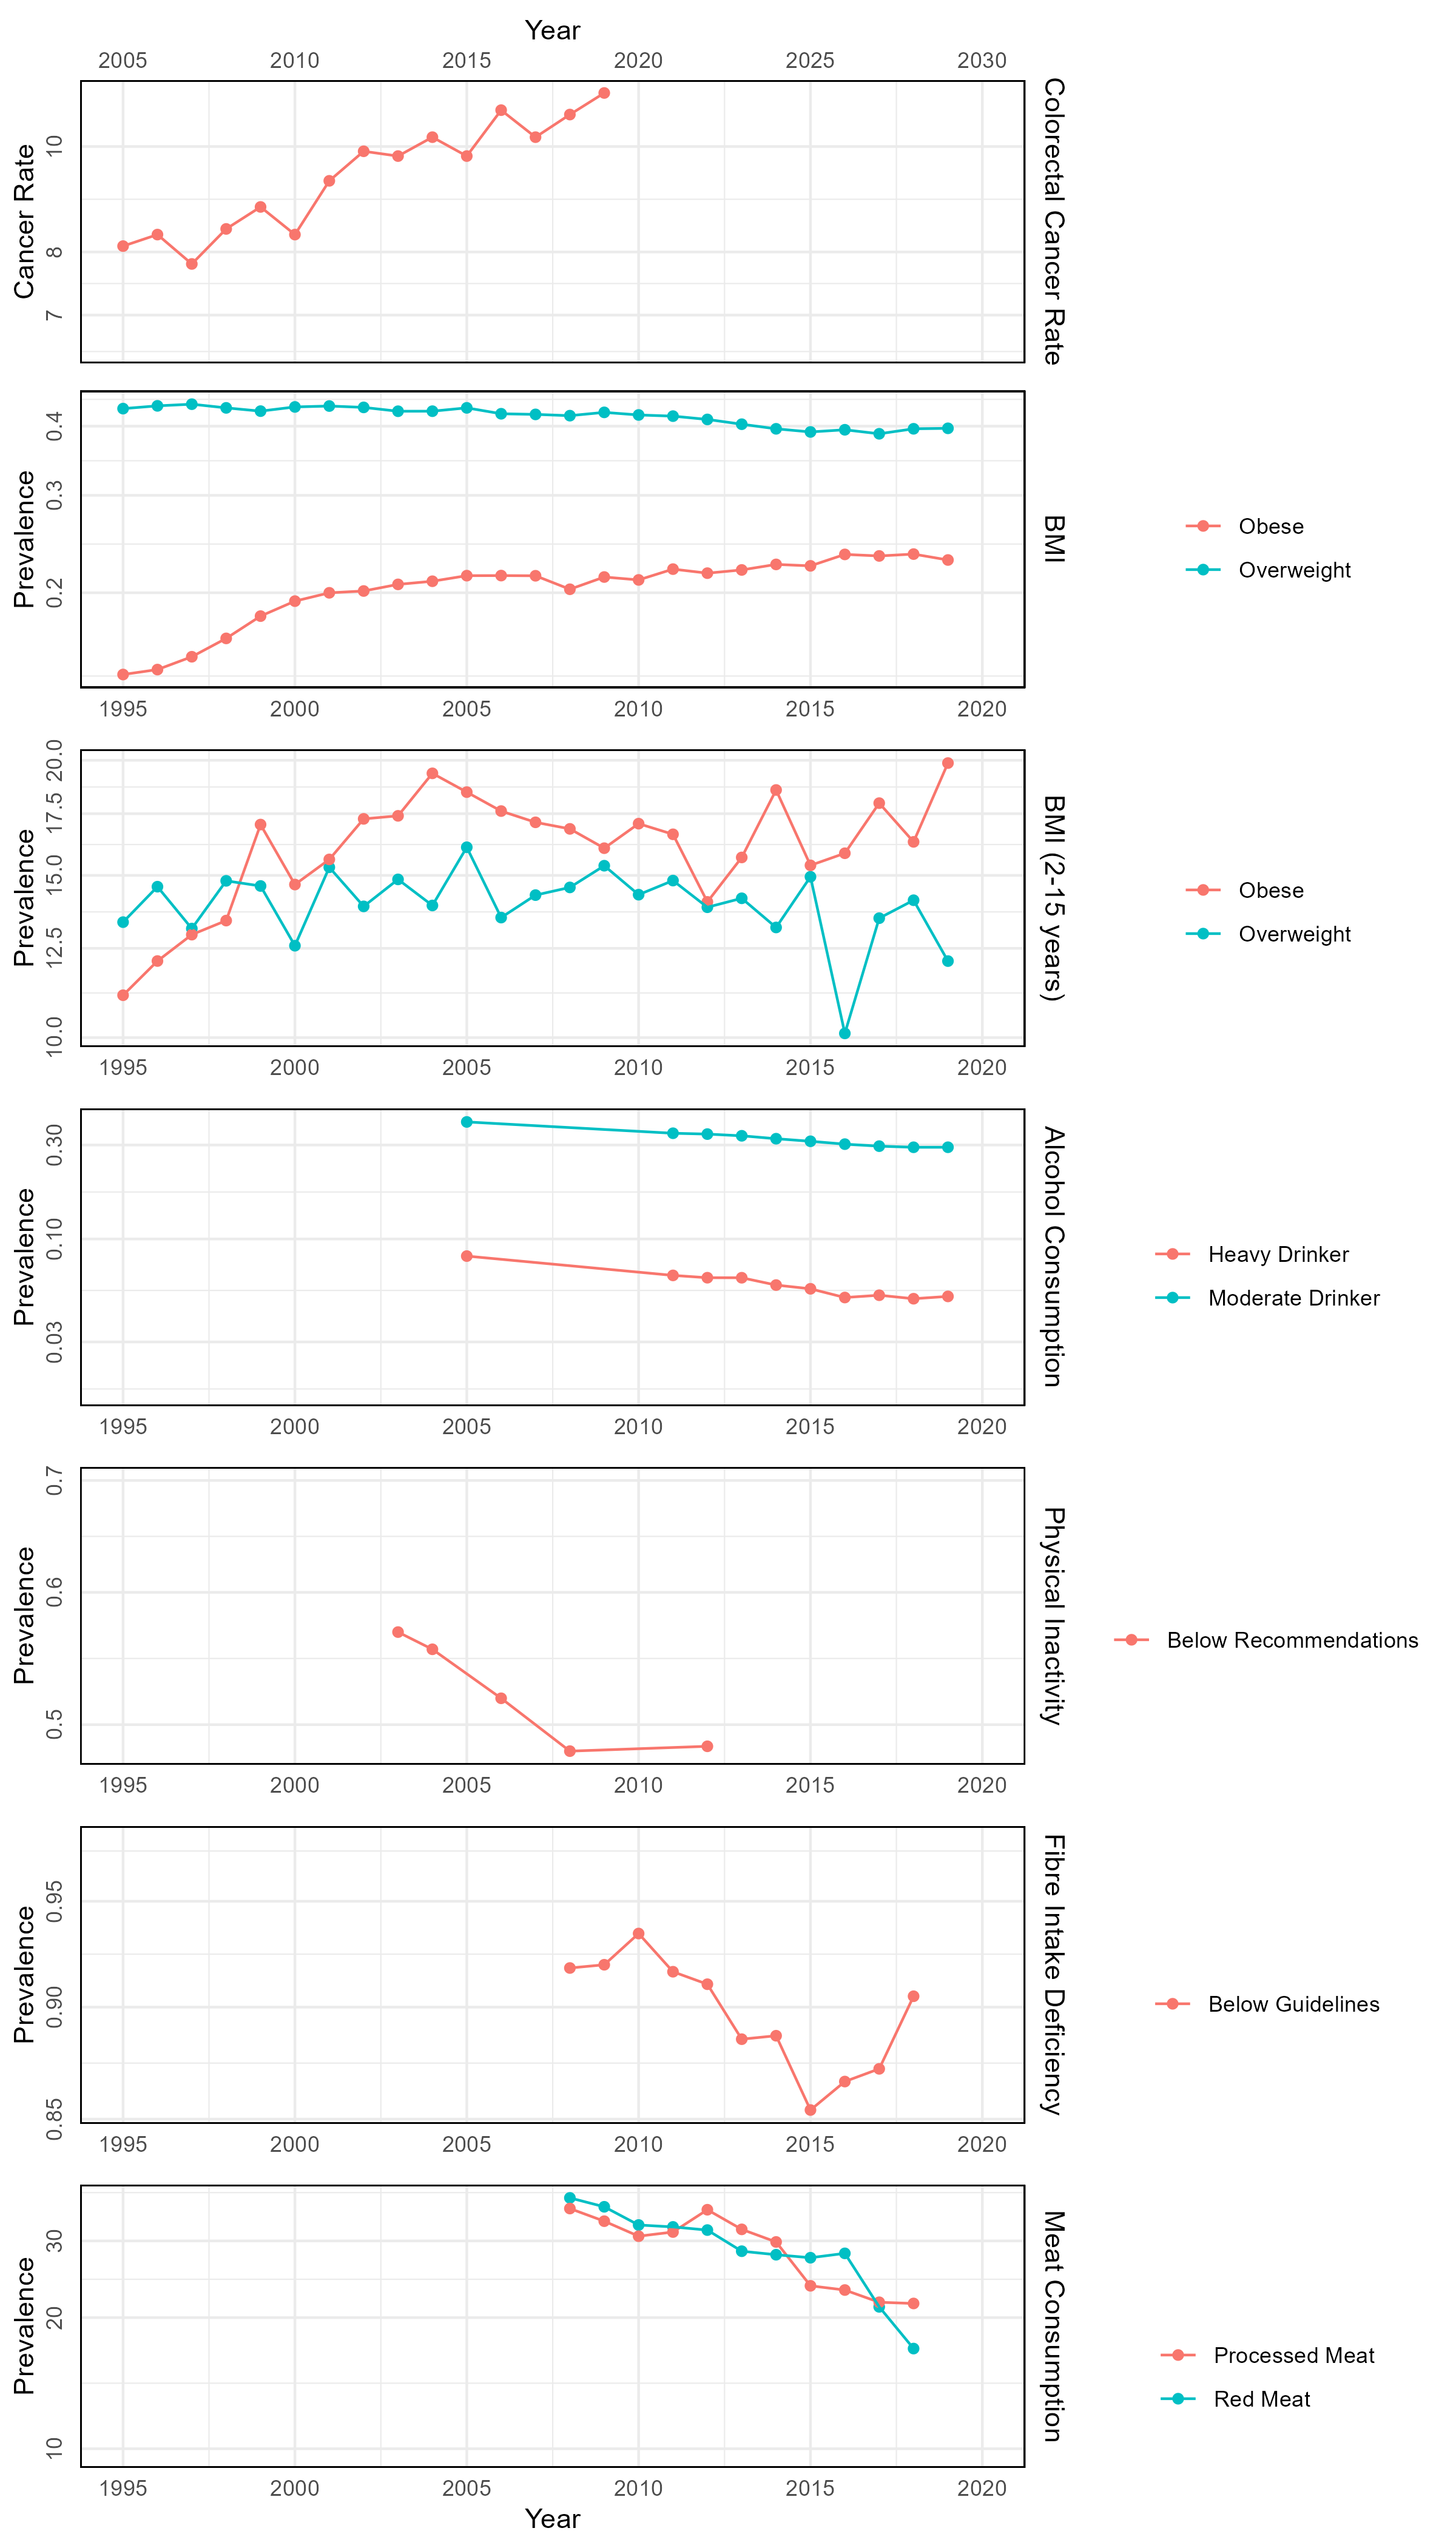 Year
2005 2010 2015 2020 2025 2030
Cancer Rate
10
8
7
Colorectal Cancer Rate
Prevalence
0.4
0.3
0.2
BMI
Obese
Overweight
1995 2000 2005 2010 2015 2020
Prevalence
20.0
17.5
15.0
12.5
10.0
BMI (2-15 years)
Obese
Overweight
1995 2000 2005 2010 2015 2020
Prevalence
0.30
0.10
0.03
Alcohol Consumption
Heavy Drinker
Moderate Drinker
1995 2000 2005 2010 2015 2020
Prevalence
0.7
0.6
0.5
Physical Inactivity
Below Recommendations
1995 2000 2005 2010 2015 2020
Prevalence
0.95
0.90
0.85
Fibre Intake Deficiency
Below Guidelines
1995 2000 2005 2010 2015 2020
Prevalence
30
20
10
Meat Consumption
Processed Meat
Red Meat
1995 2000 2005 2010 2015 2020
Year